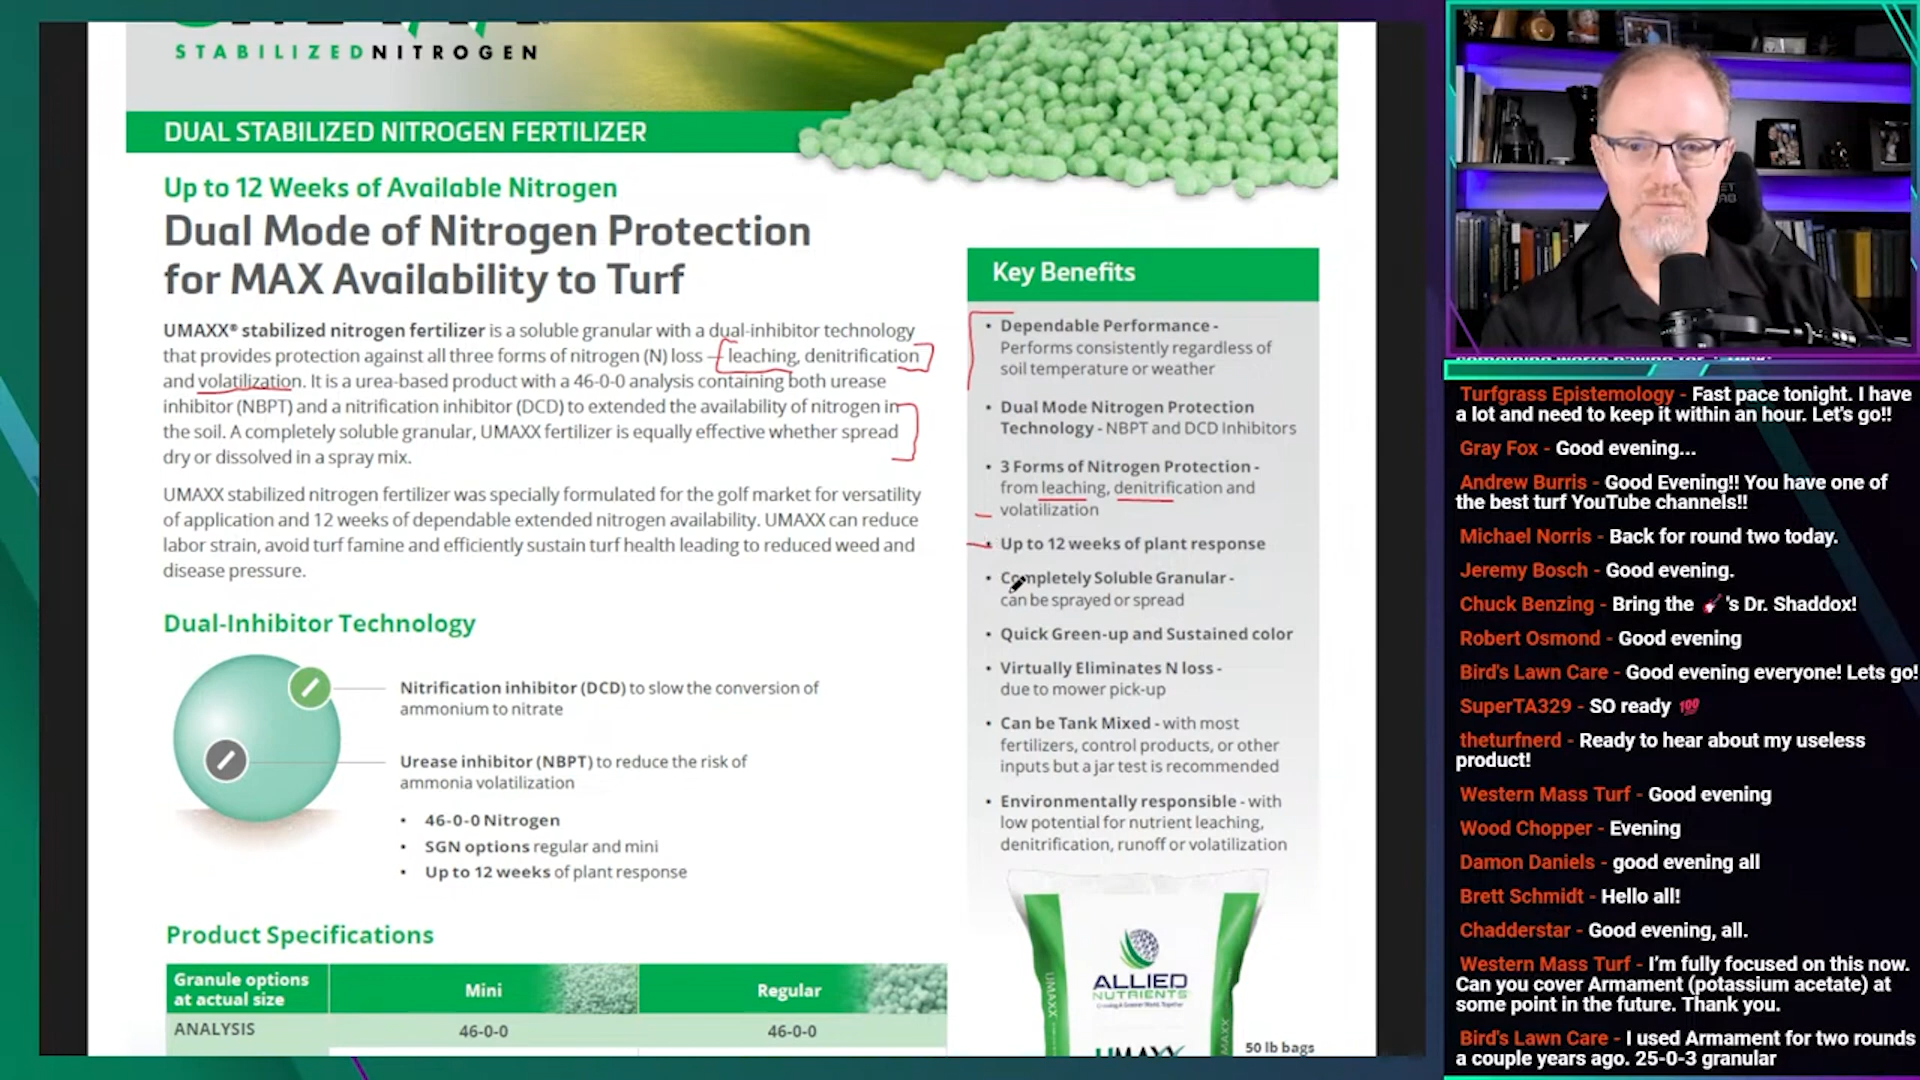 STABILIZEDNITROGEN
DUAL STABILIZED NITROGEN FERTILIZER
Up to 12 Weeks of Available Nitrogen
Dual Mode of Nitrogen Protection
for MAX Availability to Turf
UMAXX® stabilized nitrogen fertilizer is a soluble granular with a dual-inhibitor technology
that provides protection against all three forms of nitrogen (N) loss – leaching, denitrification
and volatilization. It is a urea-based product with a 46-0-0 analysis containing both urease
inhibitor (NBPT) and a nitrification inhibitor (DCD) to extended the availability of nitrogen in
the soil. A completely soluble granular, UMAXX fertilizer is equally effective whether spread
dry or dissolved in a spray mix.
UMAXX stabilized nitrogen fertilizer was specially formulated for the golf market for versatility
of application and 12 weeks of dependable extended nitrogen availability. UMAXX can reduce
labor strain, avoid turf famine and efficiently sustain turf health leading to reduced weed and
disease pressure.
Dual-Inhibitor Technology
Nitrification inhibitor (DCD) to slow the conversion of
ammonium to nitrate
Urease inhibitor (NBPT) to reduce the risk of
ammonia volatilization
• 46-0-0 Nitrogen
• SGN options regular and mini
• Up to 12 weeks of plant response
Product Specifications
Granule options
at actual size
Mini
Regular
ANALYSIS
46-0-0
46-0-0
Key Benefits
• Dependable Performance -
Performs consistently regardless of
soil temperature or weather
• Dual Mode Nitrogen Protection
Technology - NBPT and DCD Inhibitors
• 3 Forms of Nitrogen Protection -
from leaching, denitrification and
volatilization
• Up to 12 weeks of plant response
• Completely Soluble Granular -
can be sprayed or spread
• Quick Green-up and Sustained color
• Virtually Eliminates N loss -
due to mower pick-up
• Can be Tank Mixed - with most
fertilizers, control products, or other
inputs but a jar test is recommended
• Environmentally responsible - with
low potential for nutrient leaching,
denitrification, runoff or volatilization
ALLIED
NUTRIENTS
UMAXX
UMAXX
UMAXX
50 lb bags
Turfgrass Epistemology - Fast pace tonight. I have
a lot and need to keep it within an hour. Let's go!!
Gray Fox - Good evening...
Andrew Burris - Good Evening!! You have one of
the best turf YouTube channels!!
Michael Norris - Back for round two today.
Jeremy Bosch - Good evening.
Chuck Benzing - Bring the 🎸's Dr. Shaddox!
Robert Osmond - Good evening
Bird's Lawn Care - Good evening everyone! Lets go!
SuperTA329 - SO ready 💯
theturfnerd - Ready to hear about my useless
product!
Western Mass Turf - Good evening
Wood Chopper - Evening
Damon Daniels - good evening all
Brett Schmidt - Hello all!
Chadderstar - Good evening, all.
Western Mass Turf - I'm fully focused on this now.
Can you cover Armament (potassium acetate) at
some point in the future. Thank you.
Bird's Lawn Care - I used Armament for two rounds
a couple years ago. 25-0-3 granular